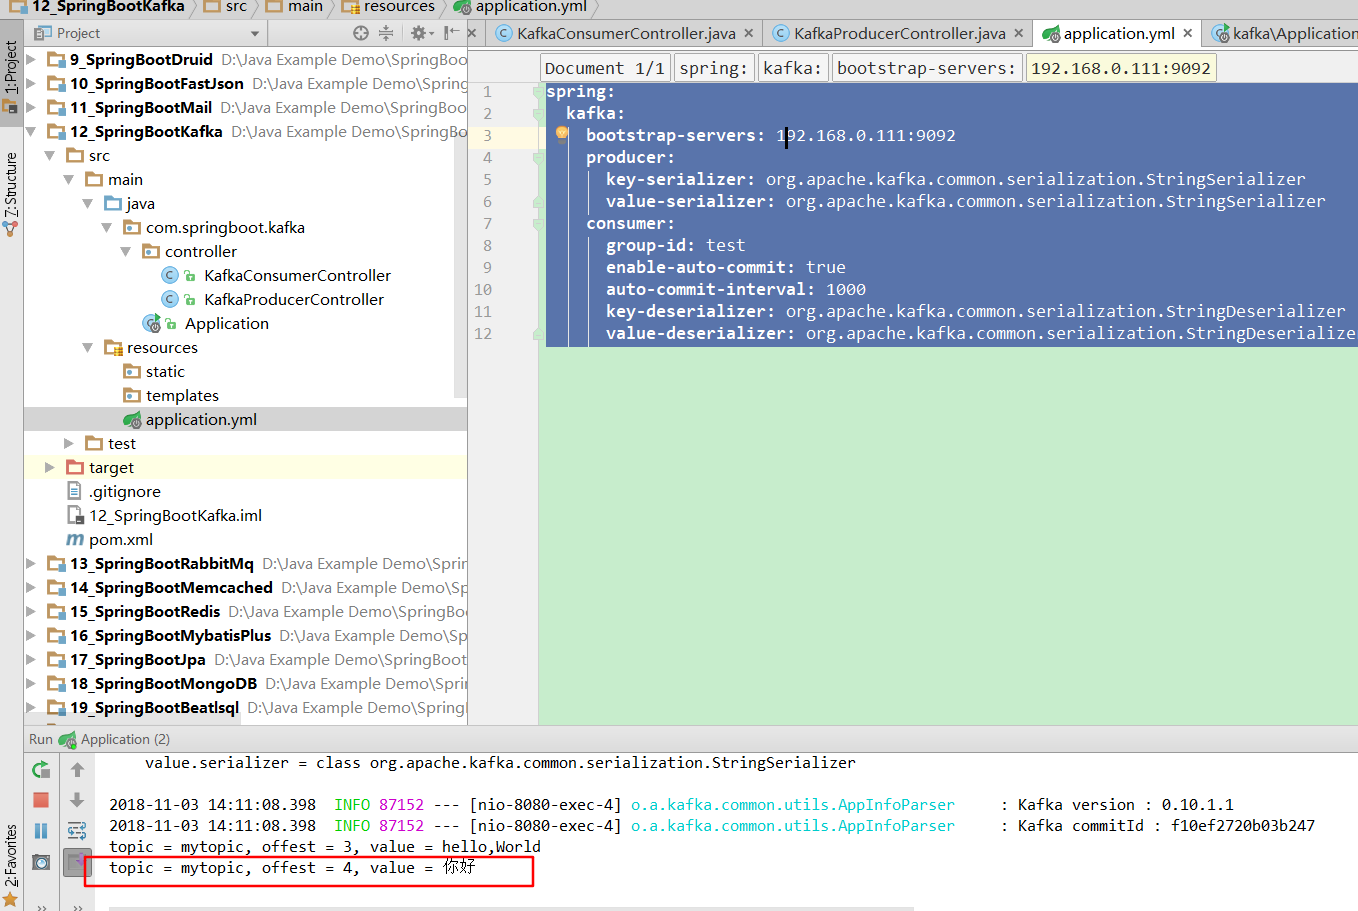 12_SpringBootKafka src main resources application.yml
Project
KafkaConsumerController.java KafkaProducerController.java application.yml kafka\Application
1: Project
7: Structure
2: Favorites
9_SpringBootDruid D:\Java Example Demo\SpringBoo
10_SpringBootFastJson D:\Java Example Demo\Spring
11_SpringBootMail D:\Java Example Demo\SpringBoo
12_SpringBootKafka D:\Java Example Demo\SpringBo
src
main
java
com.springboot.kafka
controller
KafkaConsumerController
KafkaProducerController
Application
resources
static
templates
application.yml
test
target
.gitignore
12_SpringBootKafka.iml
pom.xml
13_SpringBootRabbitMq D:\Java Example Demo\Sprin
14_SpringBootMemcached D:\Java Example Demo\Sp
15_SpringBootRedis D:\Java Example Demo\SpringBo
16_SpringBootMybatisPlus D:\Java Example Demo\Sp
17_SpringBootJpa D:\Java Example Demo\SpringBoot
18_SpringBootMongoDB D:\Java Example Demo\Spri
19_SpringBootBeatlsql D:\Java Example Demo\Spring
Document 1/1 spring: kafka: bootstrap-servers: 192.168.0.111:9092
1 spring:
2 kafka:
3 bootstrap-servers: 192.168.0.111:9092
4 producer:
5 key-serializer: org.apache.kafka.common.serialization.StringSerializer
6 value-serializer: org.apache.kafka.common.serialization.StringSerializer
7 consumer:
8 group-id: test
9 enable-auto-commit: true
10 auto-commit-interval: 1000
11 key-deserializer: org.apache.kafka.common.serialization.StringDeserializer
12 value-deserializer: org.apache.kafka.common.serialization.StringDeserialize
Run Application (2)
value.serializer = class org.apache.kafka.common.serialization.StringSerializer
2018-11-03 14:11:08.398 INFO 87152 --- [nio-8080-exec-4] o.a.kafka.common.utils.AppInfoParser : Kafka version : 0.10.1.1
2018-11-03 14:11:08.398 INFO 87152 --- [nio-8080-exec-4] o.a.kafka.common.utils.AppInfoParser : Kafka commitId : f10ef2720b03b247
topic = mytopic, offest = 3, value = hello,World
topic = mytopic, offest = 4, value = 你好